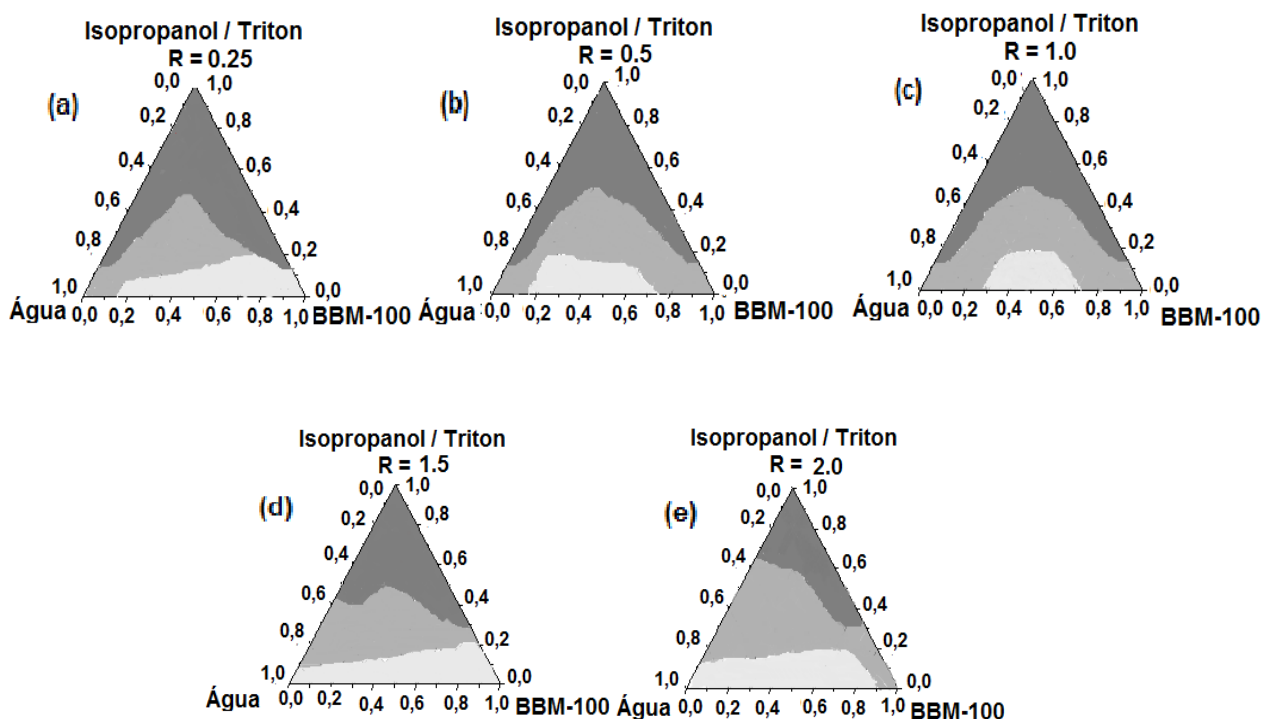 Isopropanol / Triton
R = 0.25
(a)
0,0 1,0
0,2 0,8
0,4 0,6
0,6 0,4
0,8 0,2
1,0 0,0
Água 0,0 0,2 0,4 0,6 0,8 1,0 BBM-100
Isopropanol / Triton
R = 0.5
(b)
0,0 1,0
0,2 0,8
0,4 0,6
0,6 0,4
0,8 0,2
1,0 0,0
Água 0,0 0,2 0,4 0,6 0,8 1,0 BBM-100
Isopropanol / Triton
R = 1.0
(c)
0,0 1,0
0,2 0,8
0,4 0,6
0,6 0,4
0,8 0,2
1,0 0,0
Água 0,0 0,2 0,4 0,6 0,8 1,0 BBM-100
Isopropanol / Triton
R = 1.5
(d)
0,0 1,0
0,2 0,8
0,4 0,6
0,6 0,4
0,8 0,2
1,0 0,0
Água 0,0 0,2 0,4 0,6 0,8 1,0 BBM-100
Isopropanol / Triton
R = 2.0
(e)
0,0 1,0
0,2 0,8
0,4 0,6
0,6 0,4
0,8 0,2
1,0 0,0
Água 0,0 0,2 0,4 0,6 0,8 1,0 BBM-100